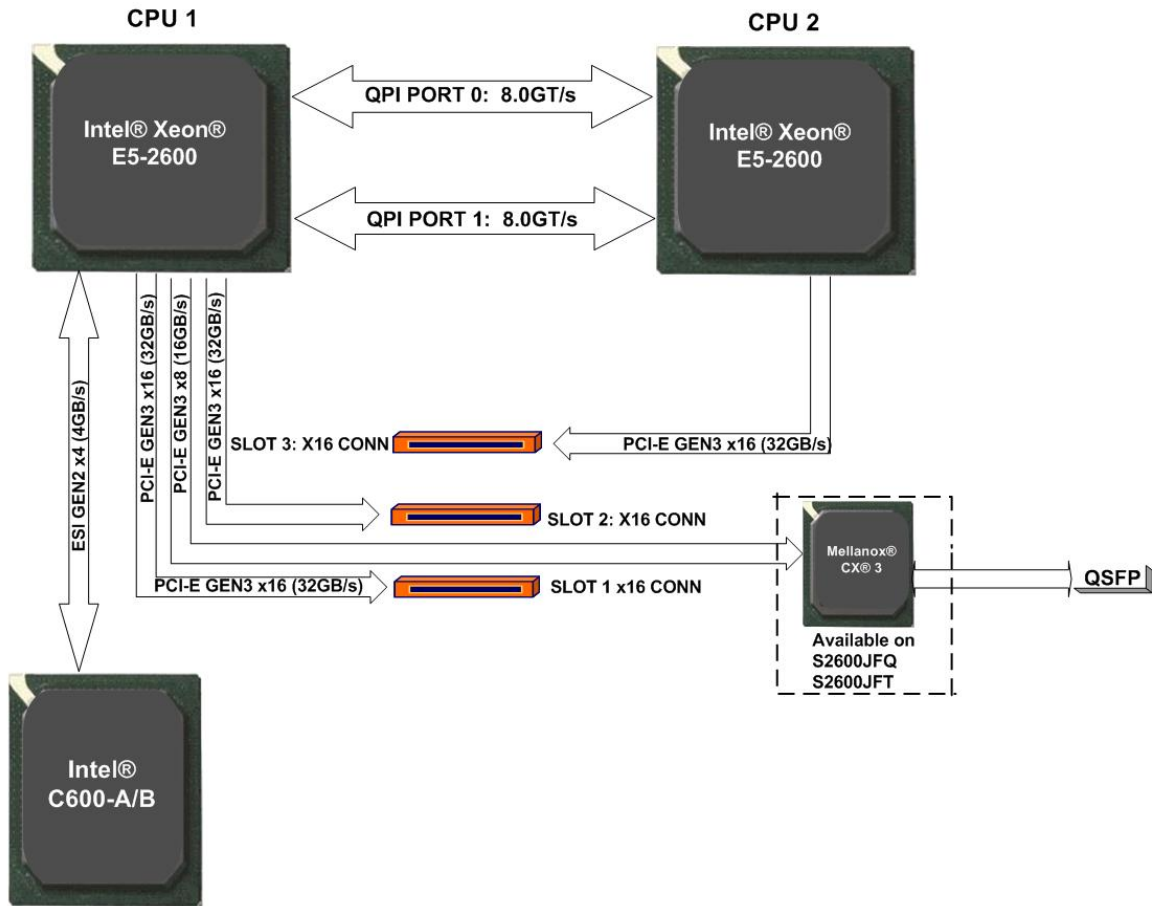 CPU 1
CPU 2
Intel® Xeon®
E5-2600
QPI PORT 0: 8.0GT/s
Intel® Xeon®
E5-2600
QPI PORT 1: 8.0GT/s
ESI GEN2 x4 (4GB/s)
PCI-E GEN3 x16 (32GB/s)
PCI-E GEN3 x8 (16GB/s)
PCI-E GEN3 x16 (32GB/s)
SLOT 3: X16 CONN
PCI-E GEN3 x16 (32GB/s)
SLOT 2: X16 CONN
Mellanox®
CX® 3
PCI-E GEN3 x16 (32GB/s)
SLOT 1 x16 CONN
QSFP
Available on
S2600JFQ
S2600JFT
Intel®
C600-A/B